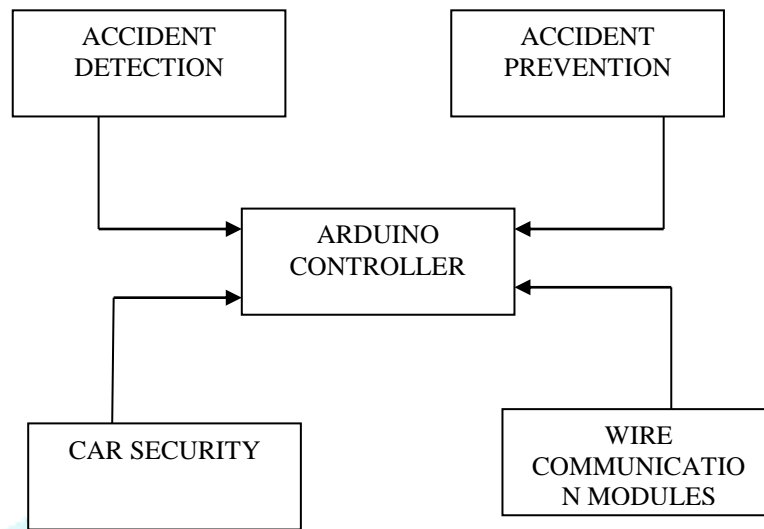 ACCIDENT
DETECTION
ACCIDENT
PREVENTION
ARDUINO
CONTROLLER
CAR SECURITY
WIRE
COMMUNICATIO
N MODULES